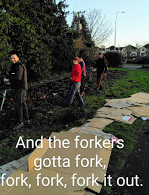 And the forkers
gotta fork,
fork, fork, fork it out.